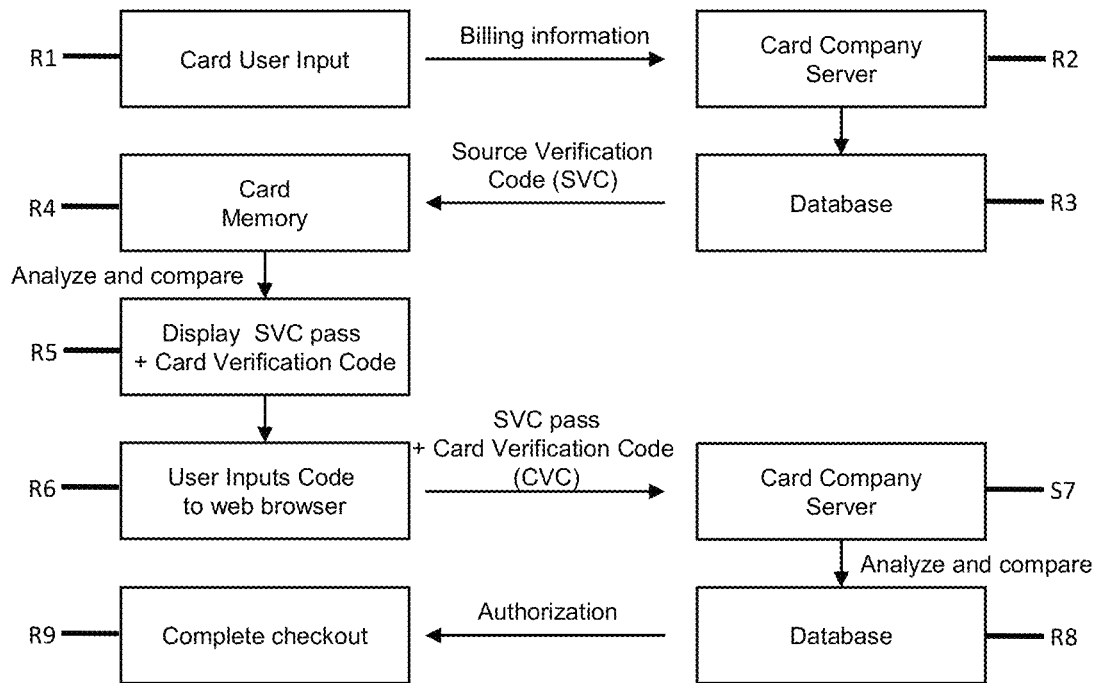 R1
Card User Input
Billing information
Card Company
Server
R2
R4
Card
Memory
Source Verification
Code (SVC)
Database
R3
Analyze and compare
R5
Display SVC pass
+ Card Verification Code
R6
User Inputs Code
to web browser
SVC pass
+ Card Verification Code
(CVC)
Card Company
Server
S7
Analyze and compare
R9
Complete checkout
Authorization
Database
R8